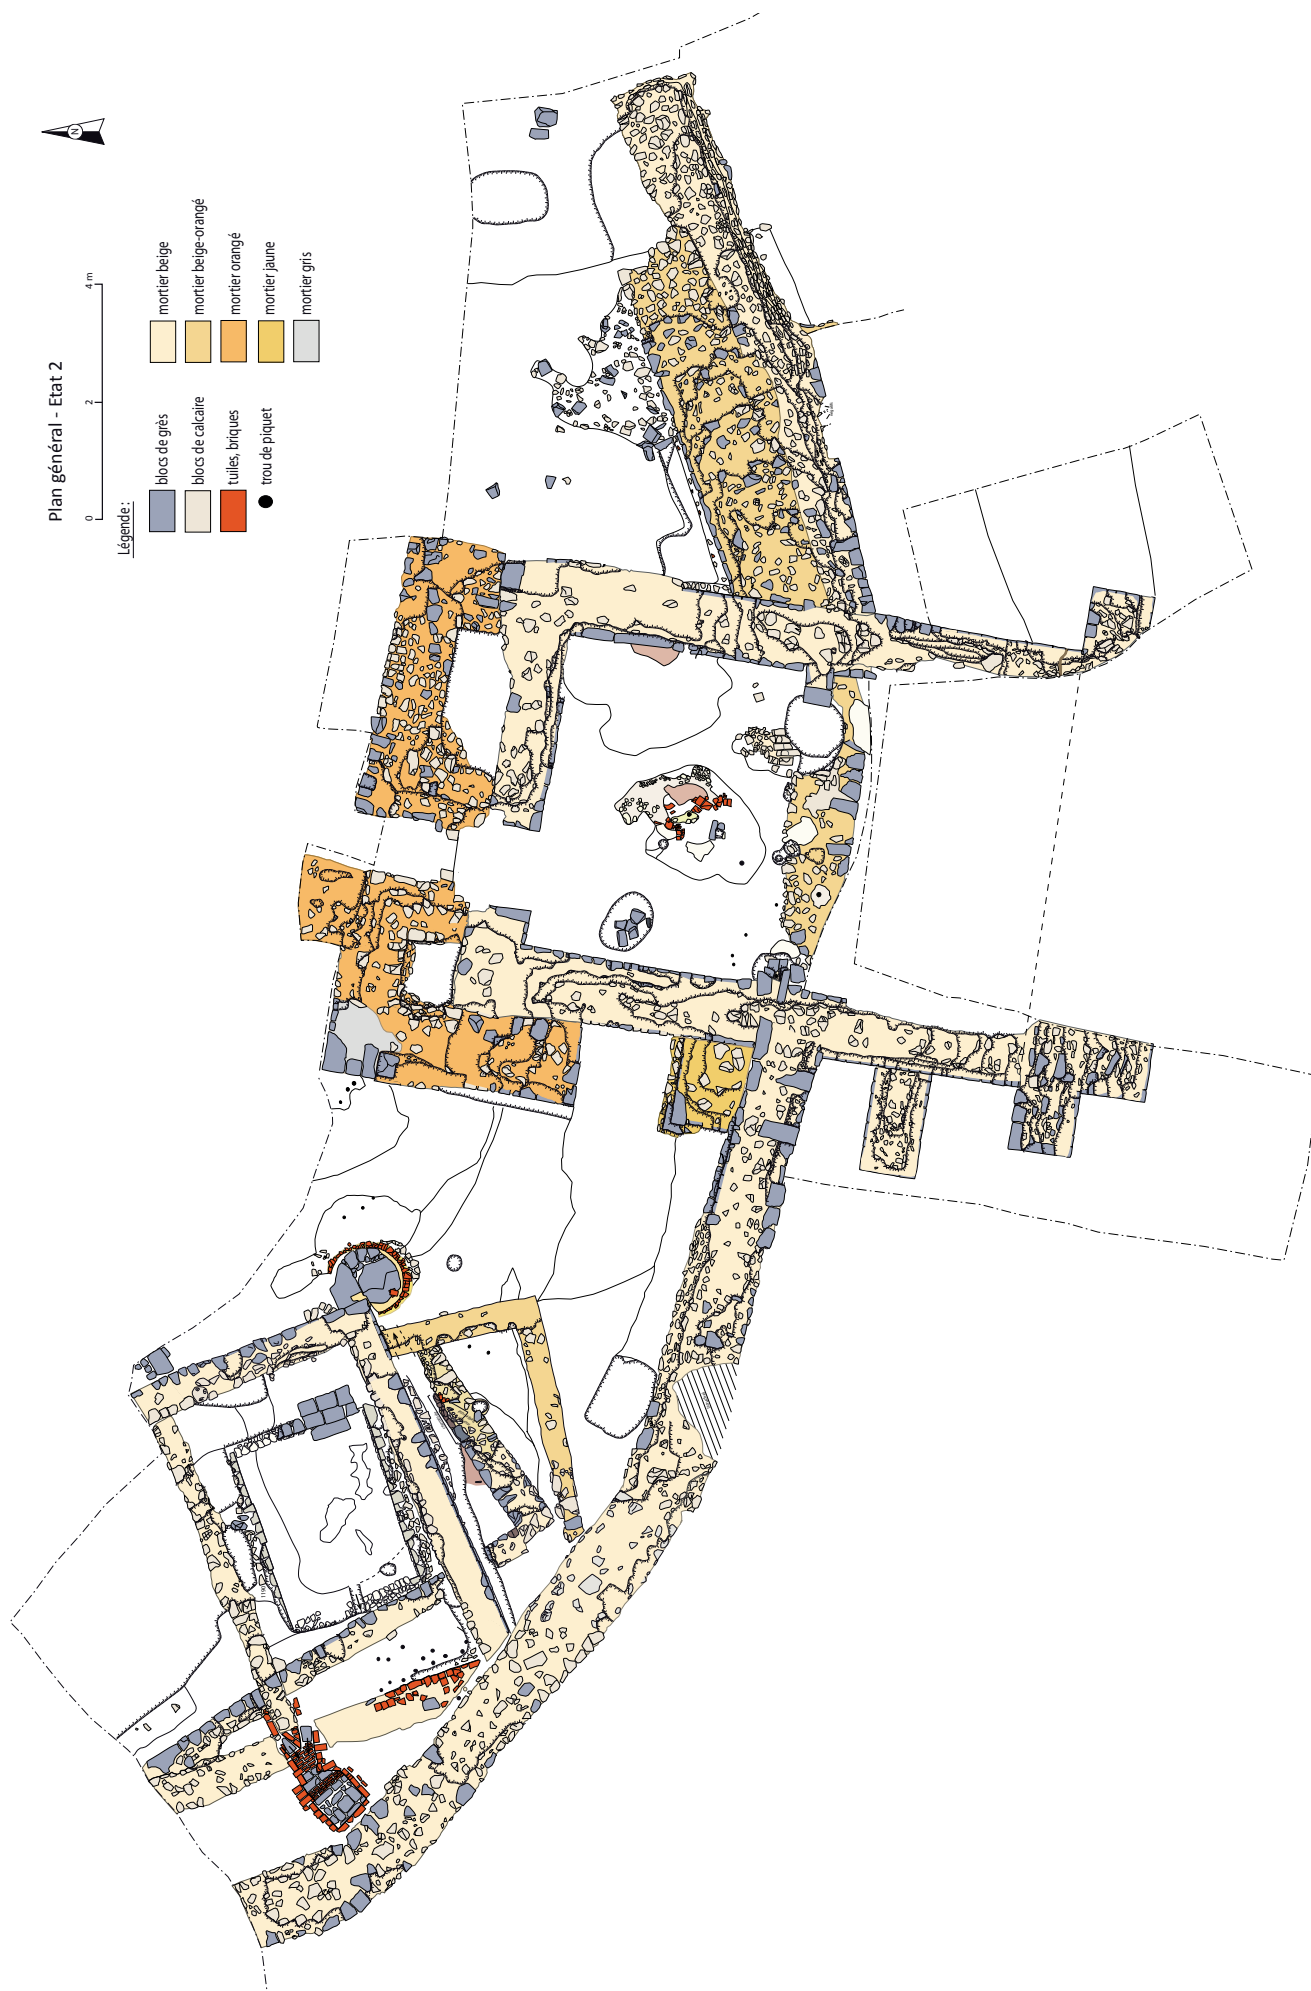 Plan général - Etat 2
0 2 4 m
N
Légende :
blocs de grès
blocs de calcaire
tuiles, briques
trou de piquet
mortier beige
mortier beige-orangé
mortier orangé
mortier jaune
mortier gris